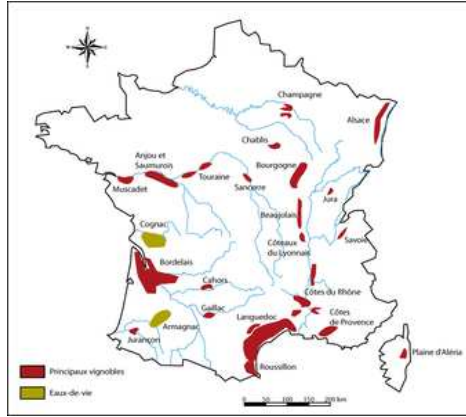 Champagne
Alsace
Chablis
Anjou et
Saumurois
Bourgogne
Touraine
Sancerre
Muscadet
Jura
Beaujolais
Cognac
Savoie
Côteaux
du Lyonnais
Bordelais
Cahors
Côtes du Rhône
Gaillac
Languedoc
Côtes
de Provence
Armagnac
Jurançon
Plaine d'Aléria
Roussillon
Principaux vignobles
Eaux-de-vie
0 50 100 150 200 km